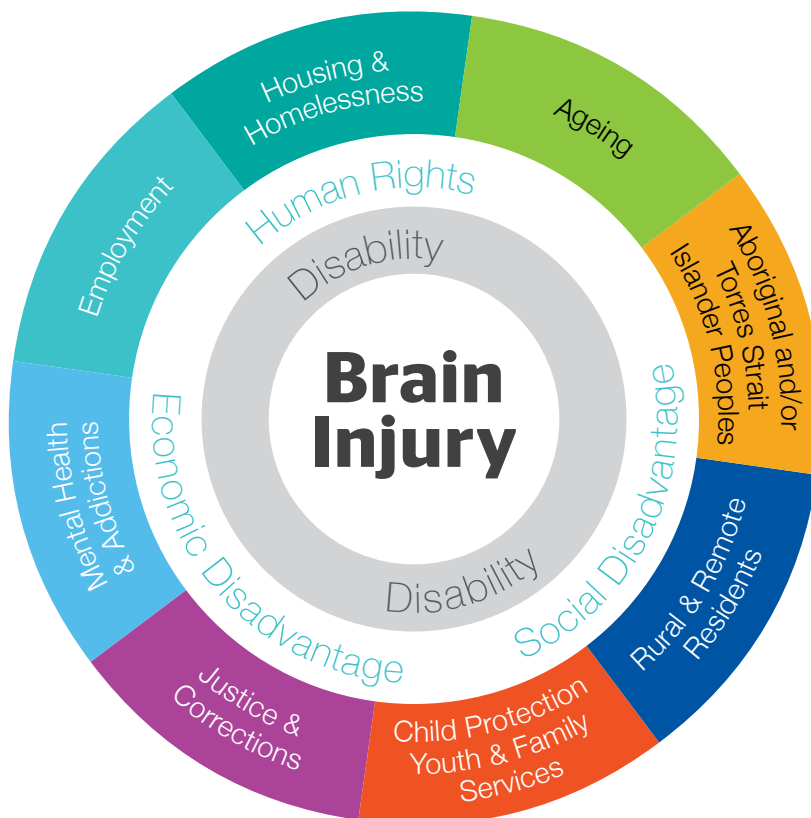 Brain
Injury
Disability
Disability
Human Rights
Social Disadvantage
Economic Disadvantage
Housing &
Homelessness
Ageing
Aboriginal and/or
Torres Strait
Islander Peoples
Rural & Remote
Residents
Child Protection
Youth & Family
Services
Justice &
Corrections
Mental Health
& Addictions
Employment